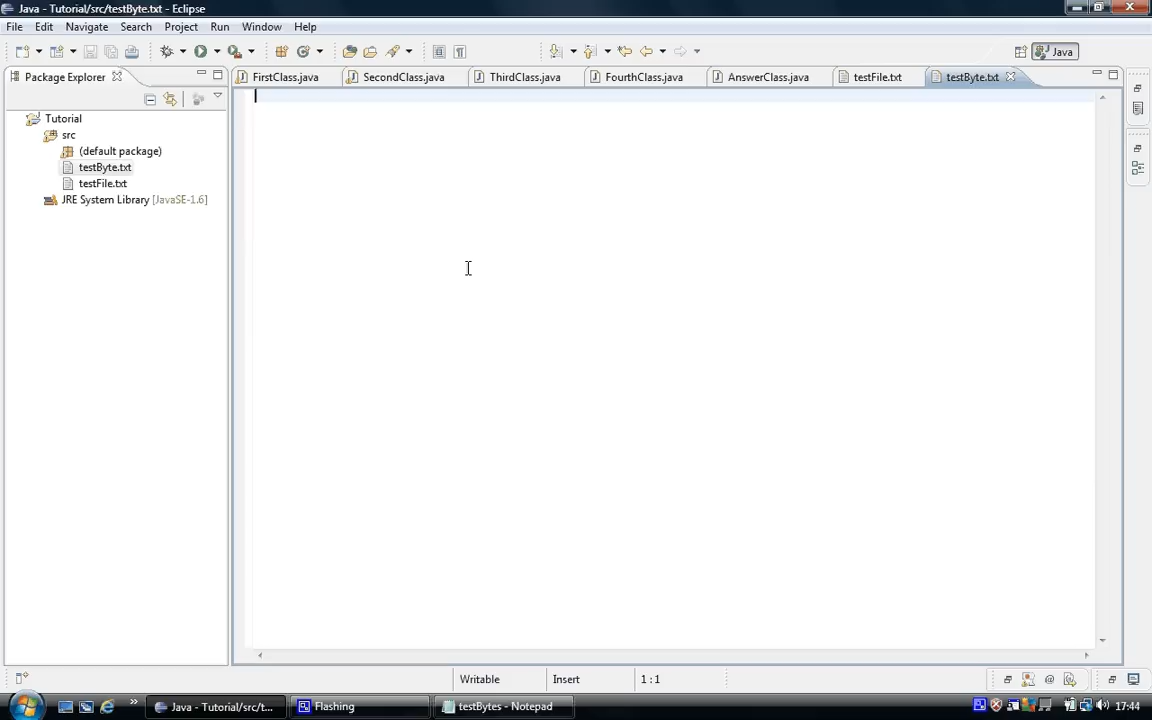 Java - Tutorial/src/testByte.txt - Eclipse
File Edit Navigate Search Project Run Window Help
Java
Package Explorer
FirstClass.java SecondClass.java ThirdClass.java FourthClass.java AnswerClass.java testFile.txt testByte.txt
Tutorial
src
(default package)
testByte.txt
testFile.txt
JRE System Library [JavaSE-1.6]
Writable Insert 1 : 1
Java - Tutorial/src/t... Flashing testBytes - Notepad 17:44